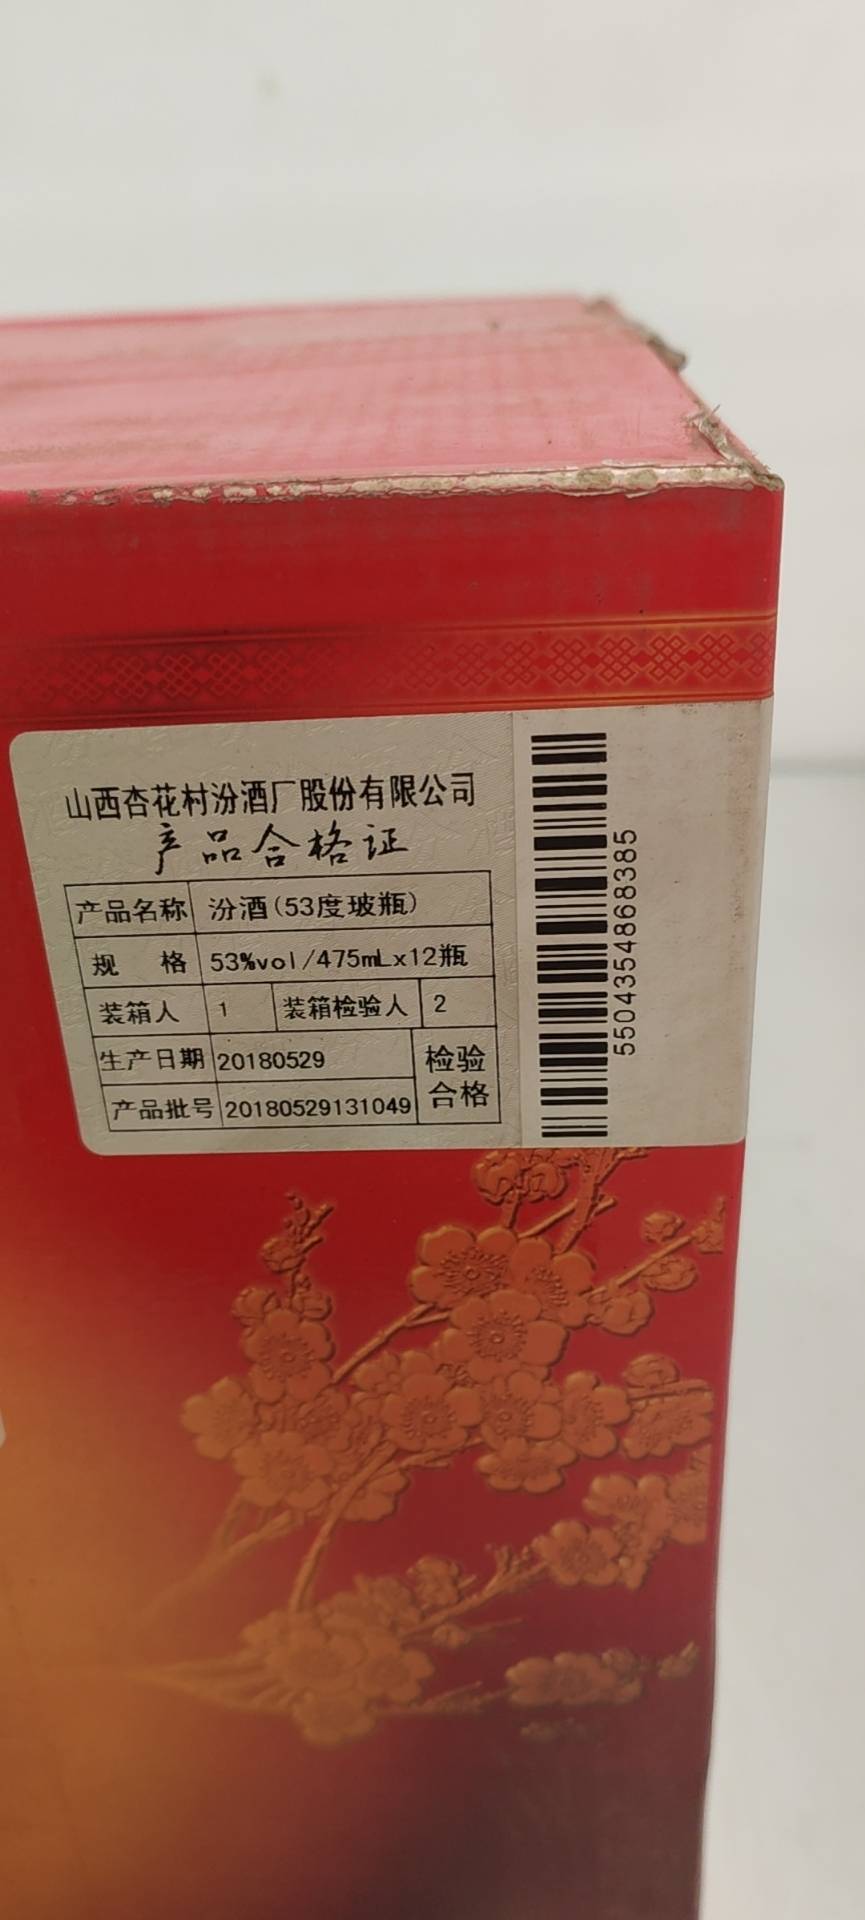 山西杏花村汾酒厂股份有限公司
产品合格证
产品名称 汾酒(53度玻瓶)
规 格 53%vol/475mLx12瓶
装箱人 1 装箱检验人 2
生产日期 20180529 检验
产品批号 20180529131049 合格
5504354868385